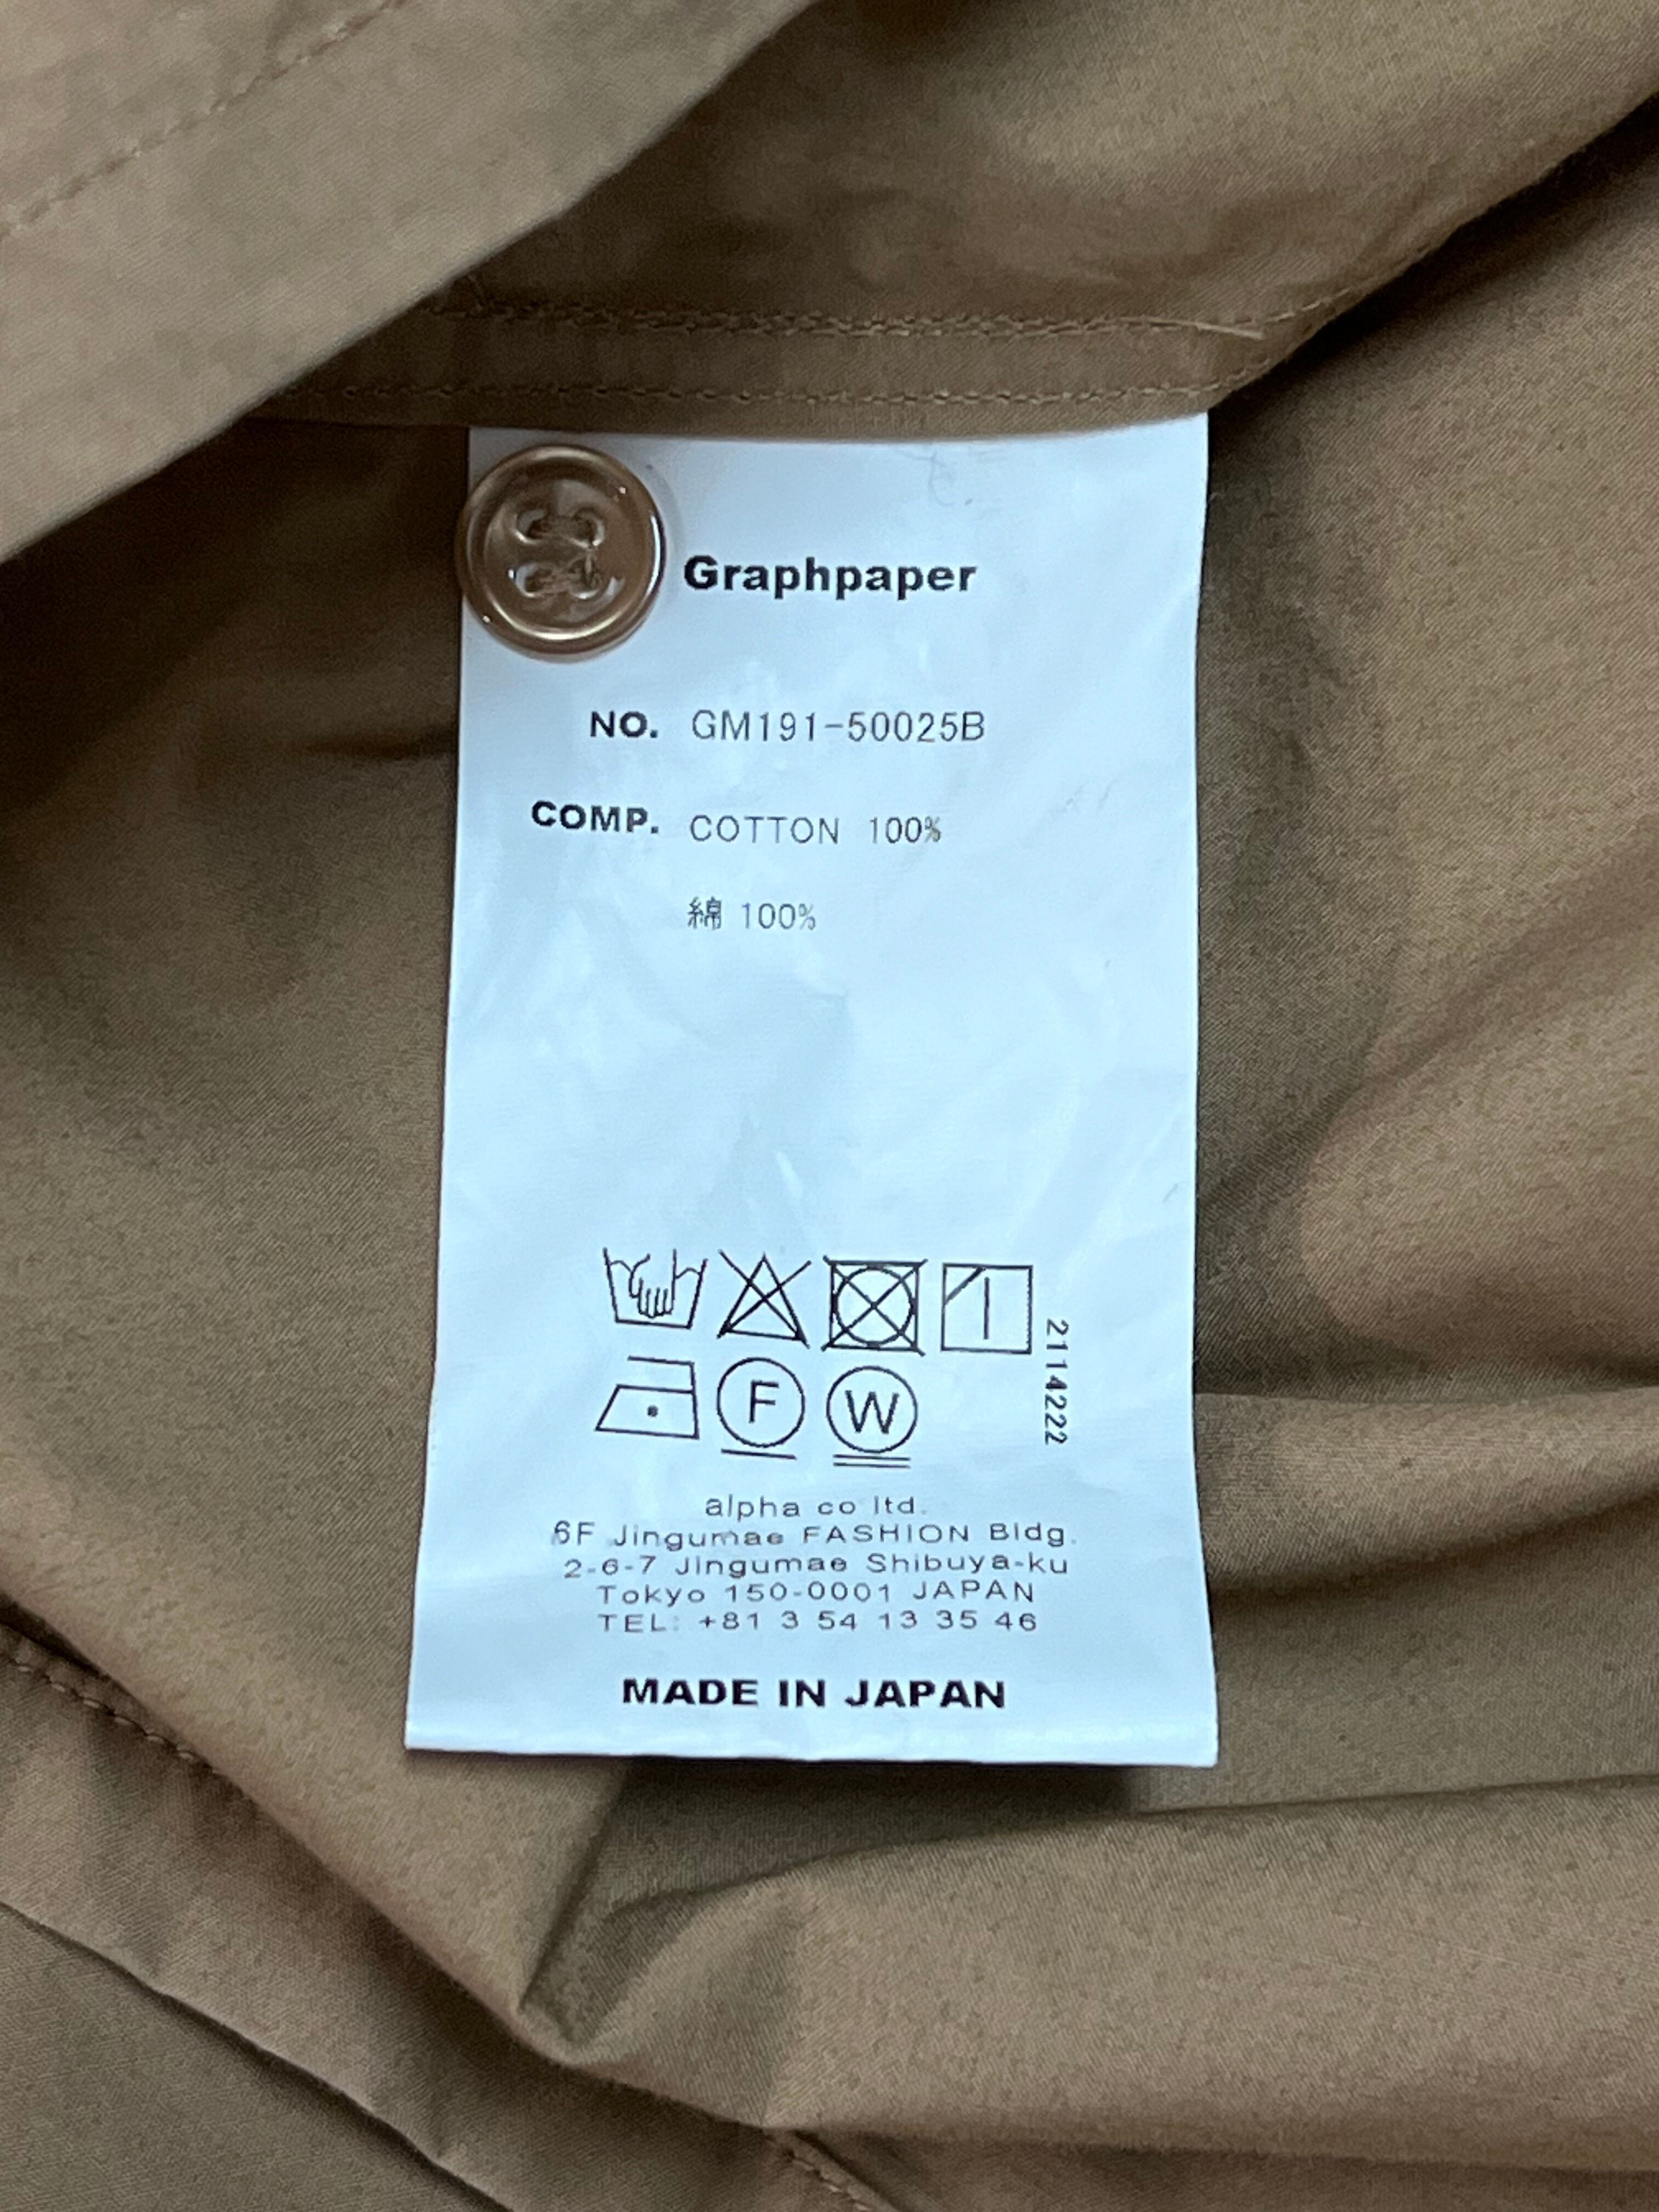 Graphpaper
NO. GM191-50025B
COMP. COTTON 100%
綿 100%
F W
2114222
alpha co ltd.
6F Jingumae FASHION Bldg.
2-6-7 Jingumae Shibuya-ku
Tokyo 150-0001 JAPAN
TEL: +81 3 54 13 35 46
MADE IN JAPAN